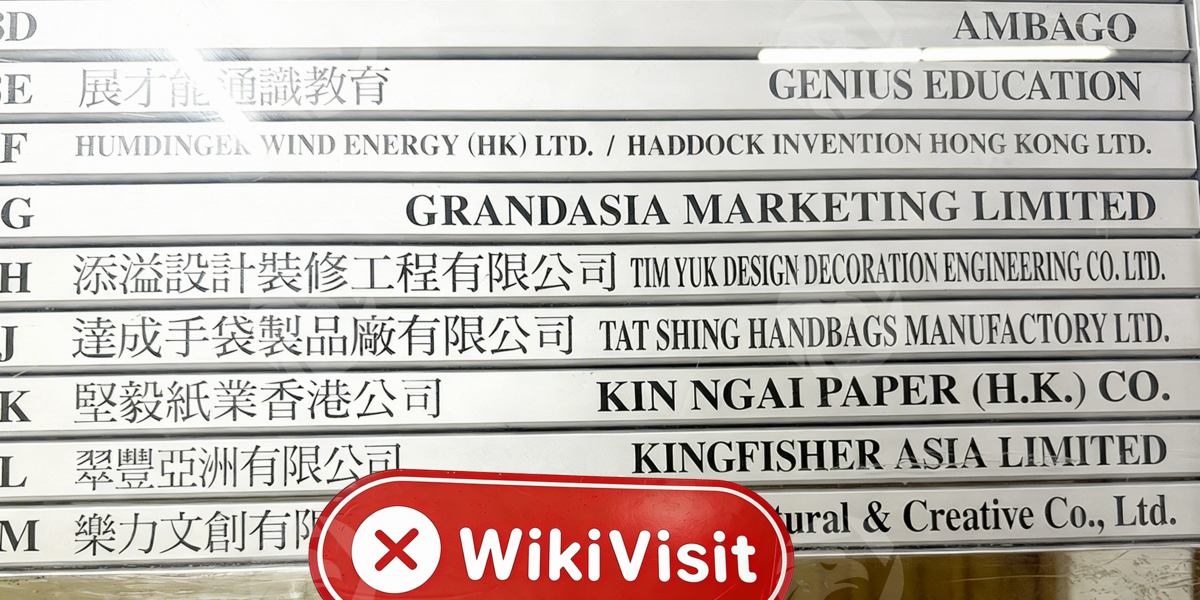 3D AMBAGO
3E 展才能通識教育 GENIUS EDUCATION
F HUMDINGER WIND ENERGY (HK) LTD. / HADDOCK INVENTION HONG KONG LTD.
G GRANDASIA MARKETING LIMITED
H 添溢設計裝修工程有限公司 TIM YUK DESIGN DECORATION ENGINEERING CO. LTD.
J 達成手袋製品廠有限公司 TAT SHING HANDBAGS MANUFACTORY LTD.
K 堅毅紙業香港公司 KIN NGAI PAPER (H.K.) CO.
L 翠豐亞洲有限公司 KINGFISHER ASIA LIMITED
M 樂力文創有限 & Creative Co., Ltd.
WikiVisit